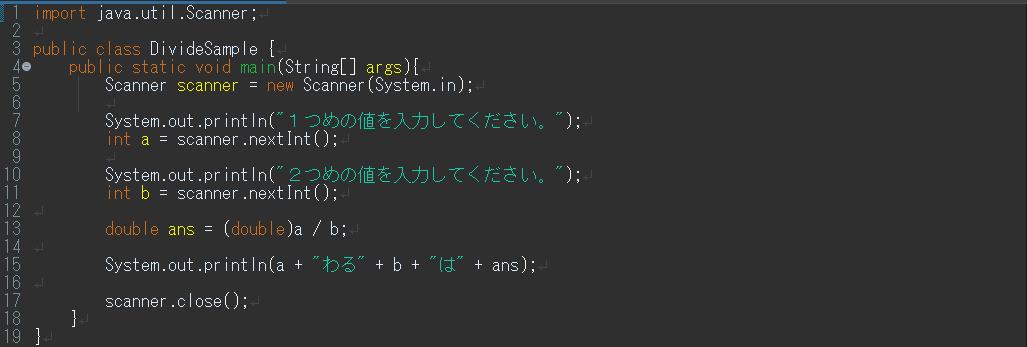 1 import java.util.Scanner;
2
3 public class DivideSample {
4 public static void main(String[] args){
5 Scanner scanner = new Scanner(System.in);
6
7 System.out.println("１つめの値を入力してください。");
8 int a = scanner.nextInt();
9
10 System.out.println("２つめの値を入力してください。");
11 int b = scanner.nextInt();
12
13 double ans = (double)a / b;
14
15 System.out.println(a + "わる" + b + "は" + ans);
16
17 scanner.close();
18 }
19 }